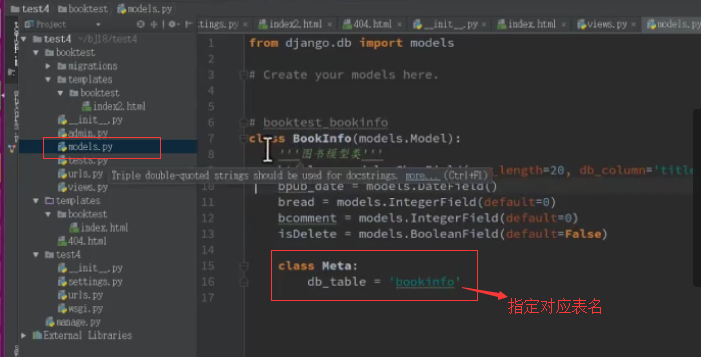 test4 booktest models.py
Project
ttings.py index2.html 404.html __init__.py index.html views.py models.py
test4 ~/bj18/test4
booktest
migrations
templates
booktest
index2.html
__init__.py
admin.py
models.py
tests.py
urls.py
views.py
templates
booktest
index.html
404.html
test4
__init__.py
settings.py
urls.py
wsgi.py
manage.py
External Libraries
1 from django.db import models
2
3 # Create your models here.
4
5
6 # booktest_bookinfo
7 class BookInfo(models.Model):
8 '''图书模型类'''
_length=20, db_column='title
Triple double-quoted strings should be used for docstrings. more... (Ctrl+F1)
10 bpub_date = models.DateField()
11 bread = models.IntegerField(default=0)
12 bcomment = models.IntegerField(default=0)
13 isDelete = models.BooleanField(default=False)
14
15 class Meta:
16 db_table = 'bookinfo'
17
指定对应表名